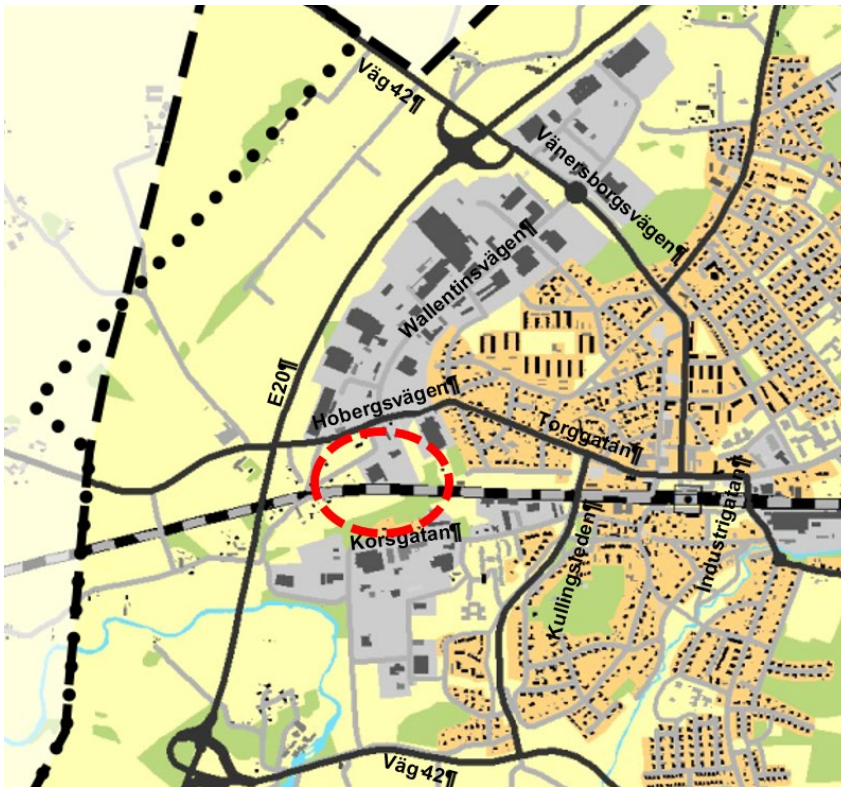 Väg·42¶
Vänersborgsvägen¶
Wallentinsvägen¶
E20¶
Hobergsvägen¶
Torggatan¶
Korsgatan¶
Kullingsleden¶
Industrigatan¶
Väg·42¶